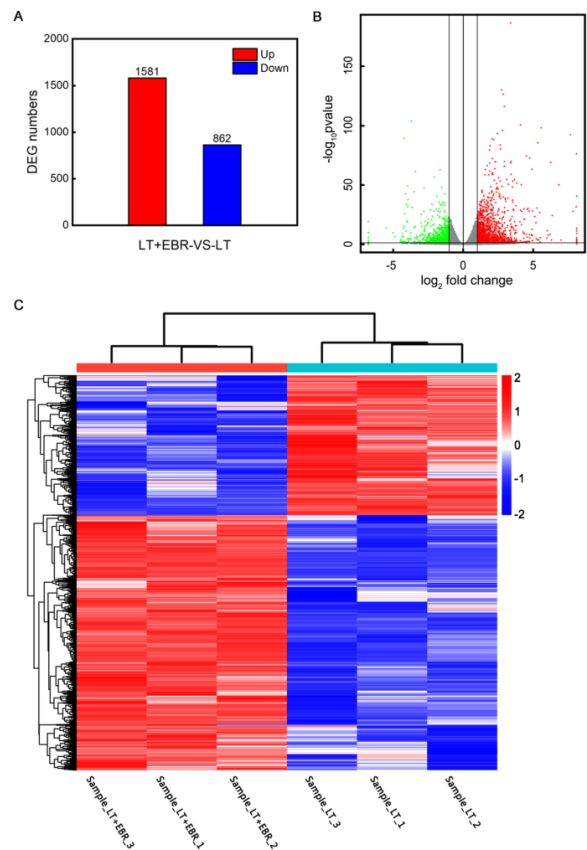 A
Up
Down
2000
1500
1000
500
0
1581
862
DEG numbers
LT+EBR-VS-LT
B
150
100
50
0
-log10pvalue
-5
0
5
log2 fold change
C
2
1
0
-1
-2
Sample_LT+EBR_3
Sample_LT+EBR_1
Sample_LT+EBR_2
Sample_LT_3
Sample_LT_1
Sample_LT_2